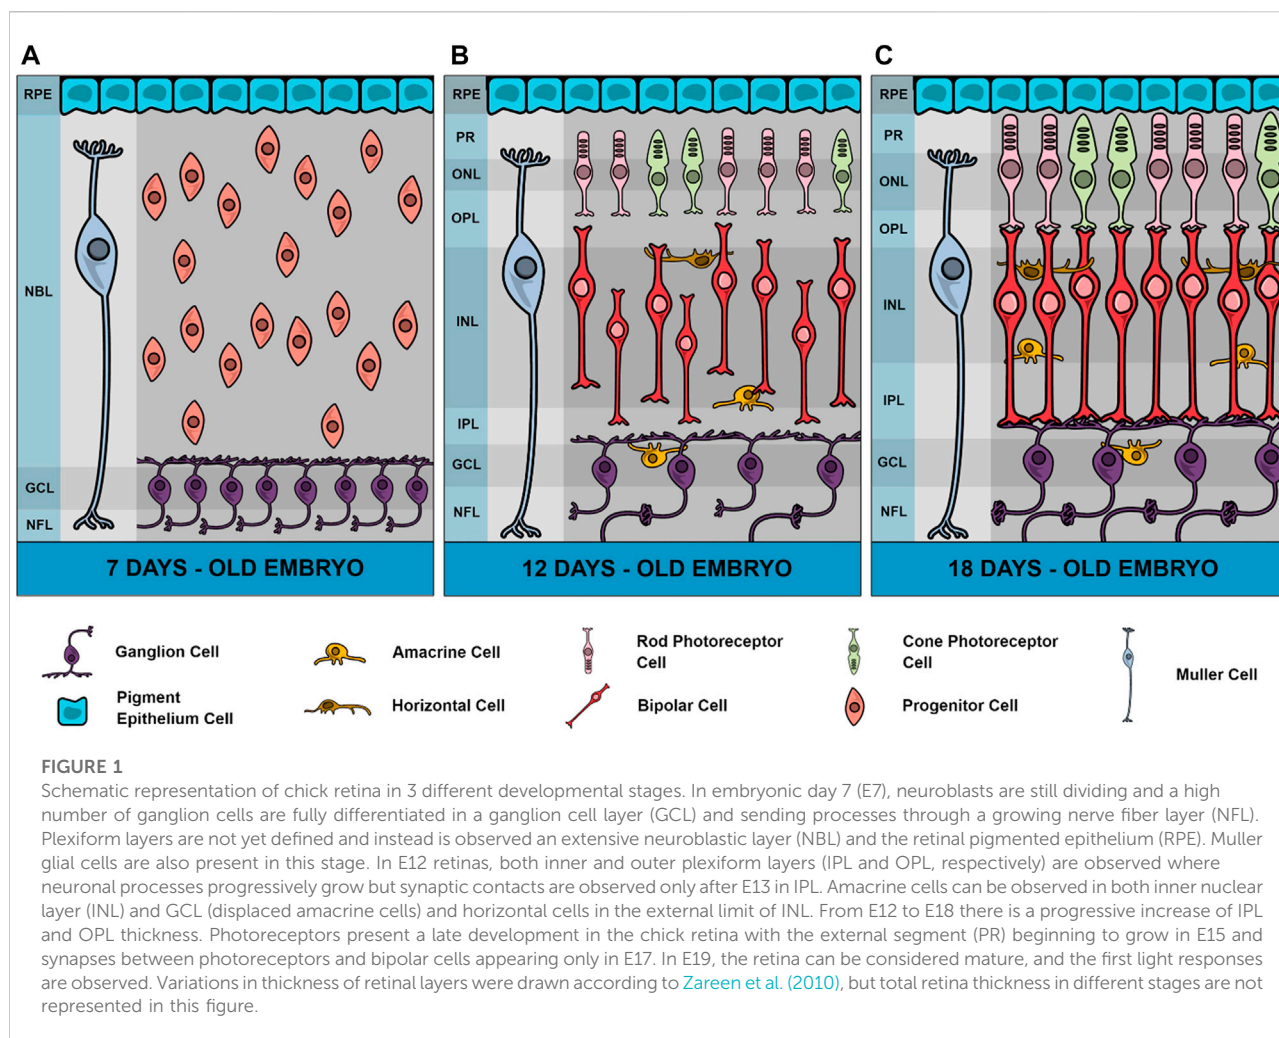 A
B
C
RPE
NBL
GCL
NFL
7 DAYS - OLD EMBRYO
RPE
PR
ONL
OPL
INL
IPL
GCL
NFL
12 DAYS - OLD EMBRYO
RPE
PR
ONL
OPL
INL
IPL
GCL
NFL
18 DAYS - OLD EMBRYO
Ganglion Cell
Amacrine Cell
Rod Photoreceptor
Cell
Cone Photoreceptor
Cell
Muller Cell
Pigment
Epithelium Cell
Horizontal Cell
Bipolar Cell
Progenitor Cell
FIGURE 1
Schematic representation of chick retina in 3 different developmental stages. In embryonic day 7 (E7), neuroblasts are still dividing and a high
number of ganglion cells are fully differentiated in a ganglion cell layer (GCL) and sending processes through a growing nerve fiber layer (NFL).
Plexiform layers are not yet defined and instead is observed an extensive neuroblastic layer (NBL) and the retinal pigmented epithelium (RPE). Muller
glial cells are also present in this stage. In E12 retinas, both inner and outer plexiform layers (IPL and OPL, respectively) are observed where
neuronal processes progressively grow but synaptic contacts are observed only after E13 in IPL. Amacrine cells can be observed in both inner nuclear
layer (INL) and GCL (displaced amacrine cells) and horizontal cells in the external limit of INL. From E12 to E18 there is a progressive increase of IPL
and OPL thickness. Photoreceptors present a late development in the chick retina with the external segment (PR) beginning to grow in E15 and
synapses between photoreceptors and bipolar cells appearing only in E17. In E19, the retina can be considered mature, and the first light responses
are observed. Variations in thickness of retinal layers were drawn according to Zareen et al. (2010), but total retina thickness in different stages are not
represented in this figure.